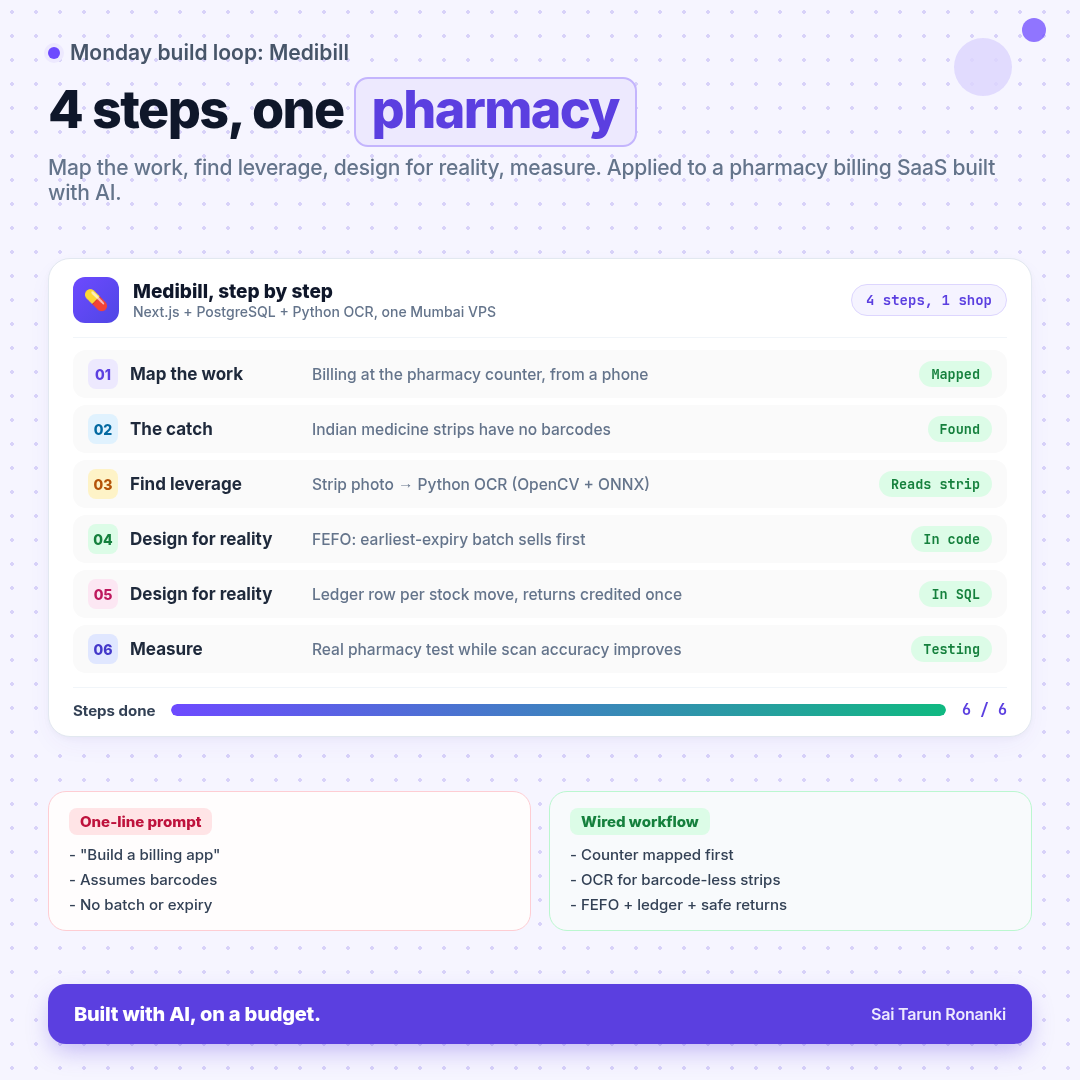 Monday build loop: Medibill
4 steps, one pharmacy
Map the work, find leverage, design for reality, measure. Applied to a pharmacy billing SaaS built
with AI.
Medibill, step by step
Next.js + PostgreSQL + Python OCR, one Mumbai VPS
4 steps, 1 shop
01 Map the work Billing at the pharmacy counter, from a phone Mapped
02 The catch Indian medicine strips have no barcodes Found
03 Find leverage Strip photo → Python OCR (OpenCV + ONNX) Reads strip
04 Design for reality FEFO: earliest-expiry batch sells first In code
05 Design for reality Ledger row per stock move, returns credited once In SQL
06 Measure Real pharmacy test while scan accuracy improves Testing
Steps done 6 / 6
One-line prompt
- "Build a billing app"
- Assumes barcodes
- No batch or expiry
Wired workflow
- Counter mapped first
- OCR for barcode-less strips
- FEFO + ledger + safe returns
Built with AI, on a budget.
Sai Tarun Ronanki